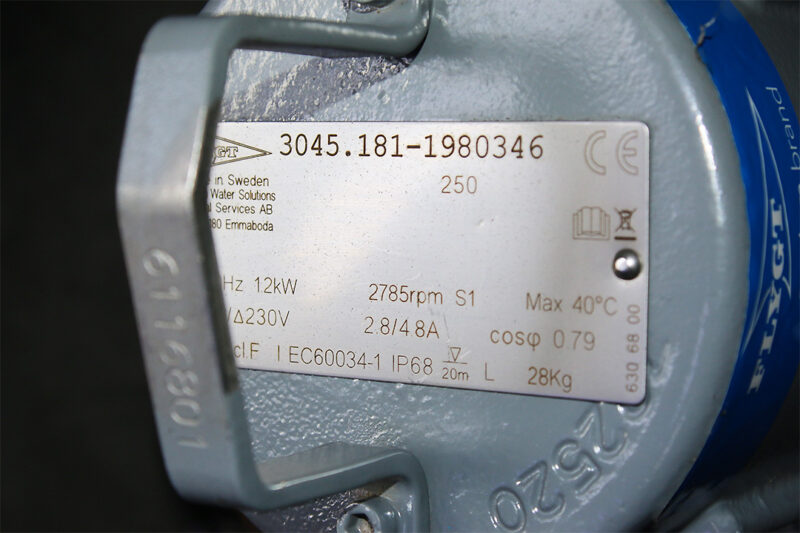 3045.181-1980346
250
in Sweden
Water Solutions
Services AB
Emmaboda
Hz 12kW 2785rpm S1 Max 40°C
/Δ230V 2.8/4.8A cosφ 0.79
cl.F IEC60034-1 IP68 20m L 28Kg
630 68 00
6116801
2520
FLYGT
brand